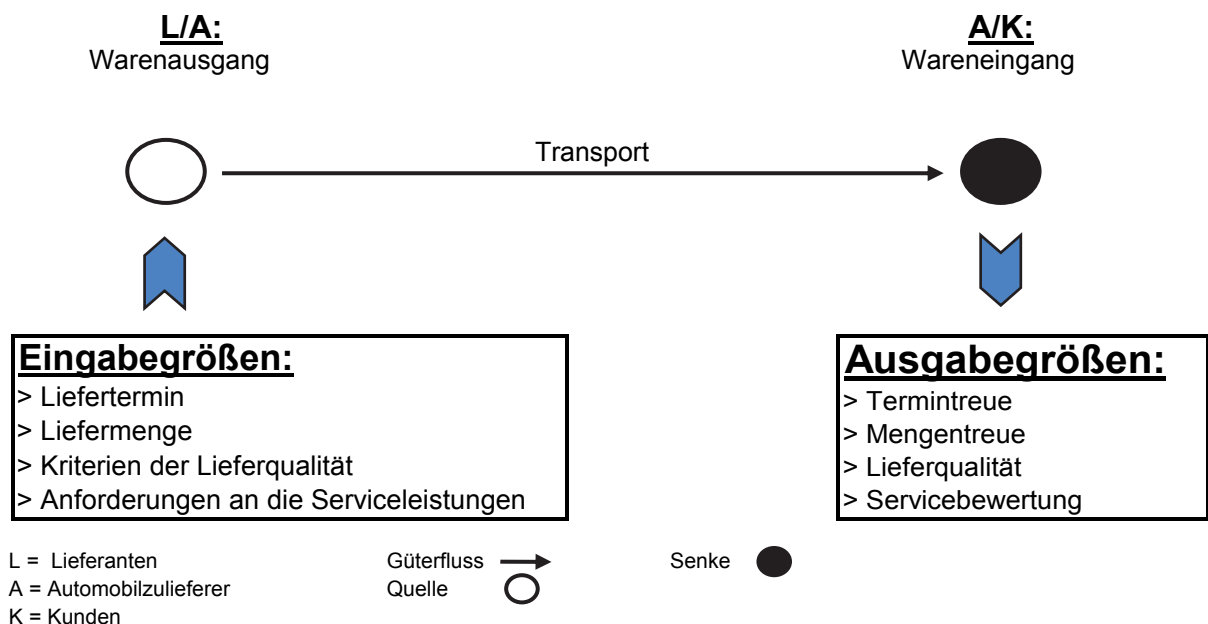 L/A:
Warenausgang
A/K:
Wareneingang
Transport
Eingabegrößen:
> Liefertermin
> Liefermenge
> Kriterien der Lieferqualität
> Anforderungen an die Serviceleistungen
Ausgabegrößen:
> Termintreue
> Mengentreue
> Lieferqualität
> Servicebewertung
L = Lieferanten
A = Automobilzulieferer
K = Kunden
Güterfluss
Quelle
Senke